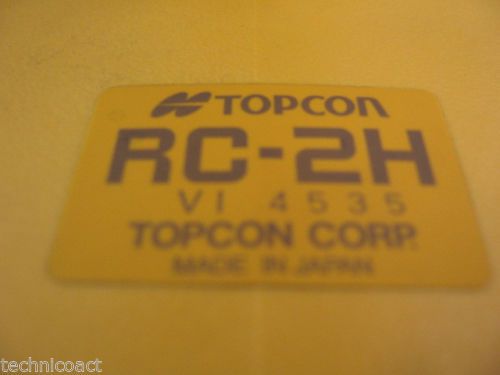 TOPCON
RC-2H
VI 4535
TOPCON CORP.
MADE IN JAPAN
technicoact